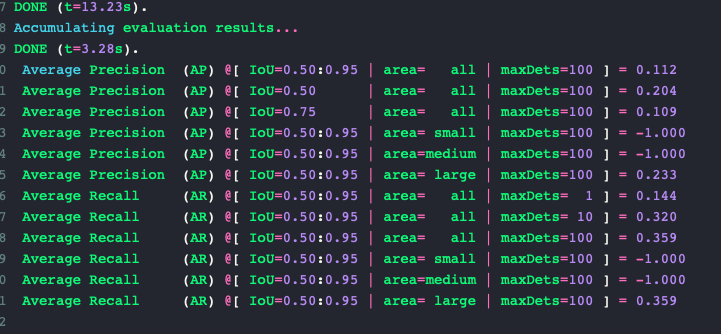 7 DONE (t=13.23s).
8 Accumulating evaluation results...
9 DONE (t=3.28s).
0  Average Precision  (AP) @[ IoU=0.50:0.95 | area=   all | maxDets=100 ] = 0.112
1  Average Precision  (AP) @[ IoU=0.50      | area=   all | maxDets=100 ] = 0.204
2  Average Precision  (AP) @[ IoU=0.75      | area=   all | maxDets=100 ] = 0.109
3  Average Precision  (AP) @[ IoU=0.50:0.95 | area= small | maxDets=100 ] = -1.000
4  Average Precision  (AP) @[ IoU=0.50:0.95 | area=medium | maxDets=100 ] = -1.000
5  Average Precision  (AP) @[ IoU=0.50:0.95 | area= large | maxDets=100 ] = 0.233
6  Average Recall     (AR) @[ IoU=0.50:0.95 | area=   all | maxDets=  1 ] = 0.144
7  Average Recall     (AR) @[ IoU=0.50:0.95 | area=   all | maxDets= 10 ] = 0.320
8  Average Recall     (AR) @[ IoU=0.50:0.95 | area=   all | maxDets=100 ] = 0.359
9  Average Recall     (AR) @[ IoU=0.50:0.95 | area= small | maxDets=100 ] = -1.000
0  Average Recall     (AR) @[ IoU=0.50:0.95 | area=medium | maxDets=100 ] = -1.000
1  Average Recall     (AR) @[ IoU=0.50:0.95 | area= large | maxDets=100 ] = 0.359
2